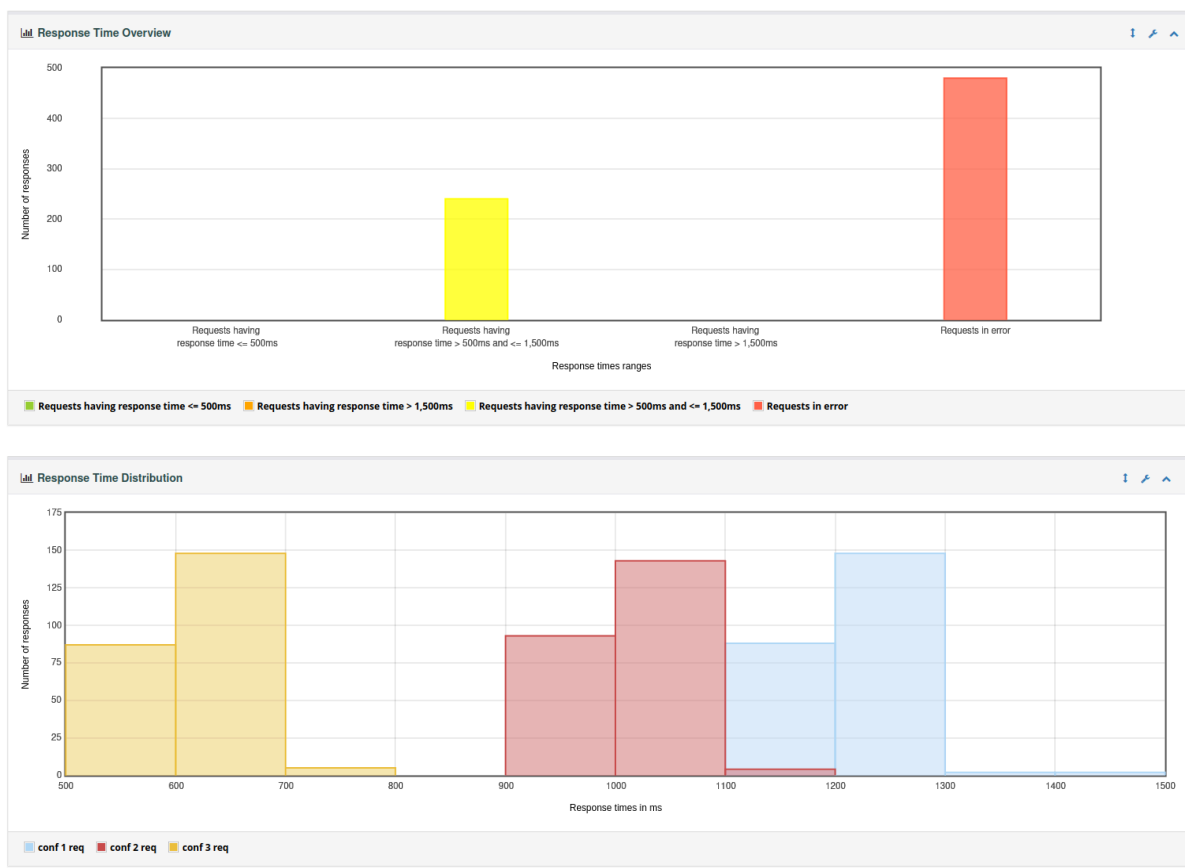 Response Time Overview
500
400
300
200
100
0
Number of responses
Requests having
response time <= 500ms
Requests having
response time > 500ms and <= 1,500ms
Requests having
response time > 1,500ms
Requests in error
Response times ranges
Requests having response time <= 500ms
Requests having response time > 1,500ms
Requests having response time > 500ms and <= 1,500ms
Requests in error
Response Time Distribution
175
150
125
100
75
50
25
0
Number of responses
500 600 700 800 900 1000 1100 1200 1300 1400 1500
Response times in ms
conf 1 req conf 2 req conf 3 req